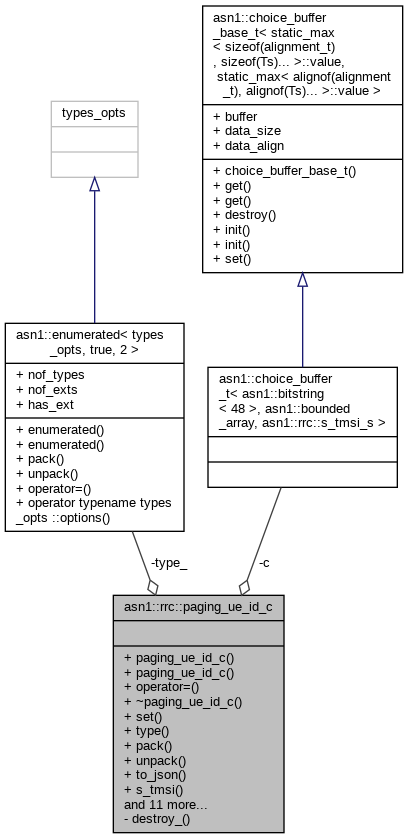 asn1::choice_buffer
_base_t< static_max
< sizeof(alignment_t)
, sizeof(Ts)... >::value,
static_max< alignof(alignment
_t), alignof(Ts)... >::value >
+ buffer
+ data_size
+ data_align
+ choice_buffer_base_t()
+ get()
+ get()
+ destroy()
+ init()
+ init()
+ set()
types_opts
asn1::enumerated< types
_opts, true, 2 >
+ nof_types
+ nof_exts
+ has_ext
+ enumerated()
+ enumerated()
+ pack()
+ unpack()
+ operator=()
+ operator typename types
_opts ::options()
asn1::choice_buffer
_t< asn1::bitstring
< 48 >, asn1::bounded
_array, asn1::rrc::s_tmsi_s >
-type_
-c
asn1::rrc::paging_ue_id_c
+ paging_ue_id_c()
+ paging_ue_id_c()
+ operator=()
+ ~paging_ue_id_c()
+ set()
+ type()
+ pack()
+ unpack()
+ to_json()
+ s_tmsi()
and 11 more...
- destroy_()